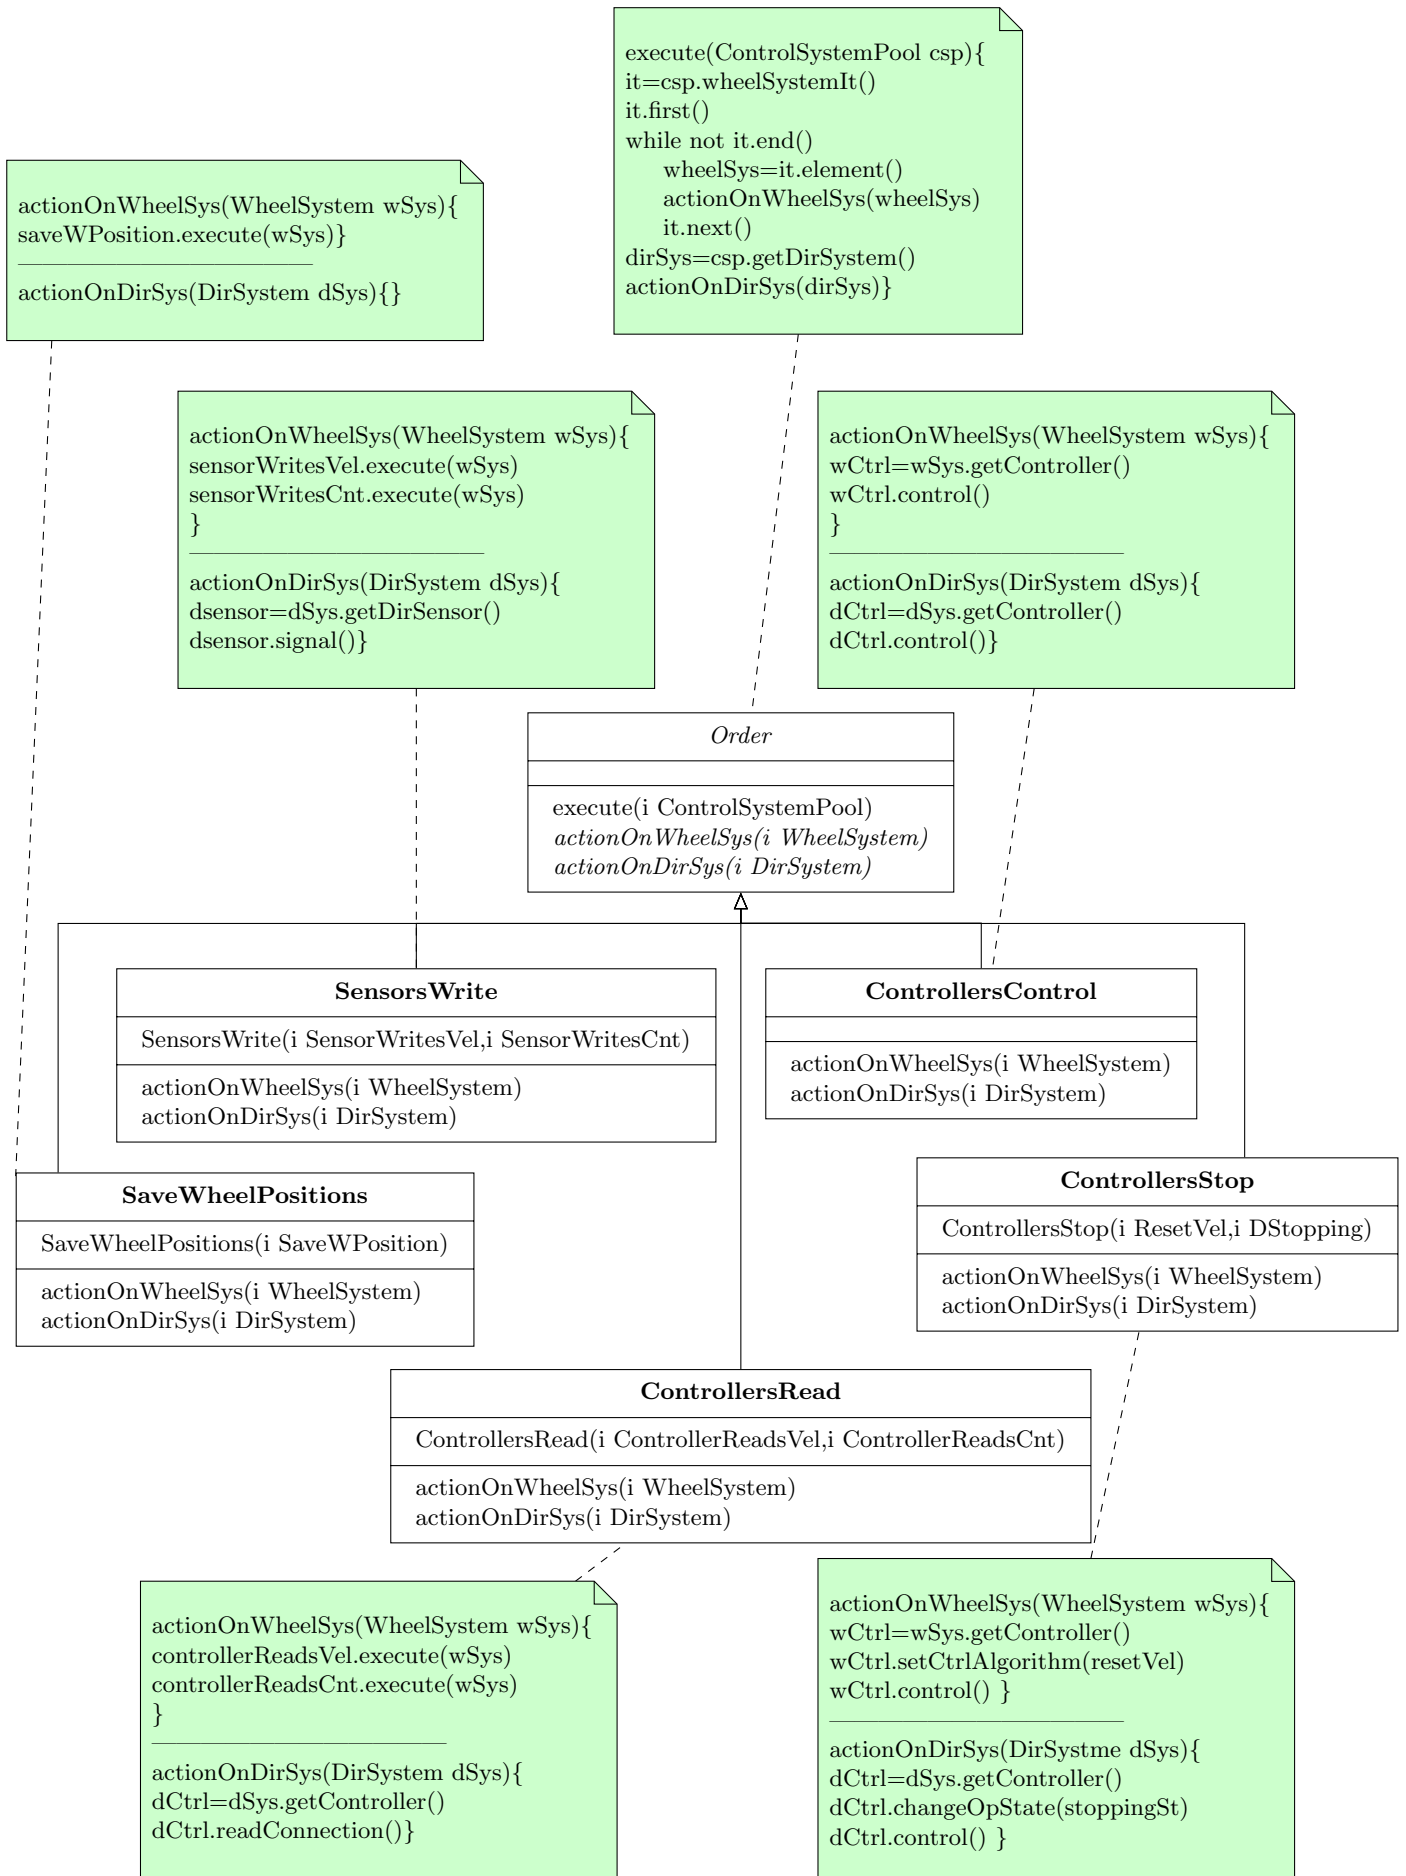 execute(ControlSystemPool csp){
it=csp.wheelSystemIt()
it.first()
while not it.end()
wheelSys=it.element()
actionOnWheelSys(wheelSys)
it.next()
dirSys=csp.getDirSystem()
actionOnDirSys(dirSys)}
actionOnWheelSys(WheelSystem wSys){
saveWPosition.execute(wSys)}
actionOnDirSys(DirSystem dSys){}
actionOnWheelSys(WheelSystem wSys){
sensorWritesVel.execute(wSys)
sensorWritesCnt.execute(wSys)
}
actionOnDirSys(DirSystem dSys){
dsensor=dSys.getDirSensor()
dsensor.signal()}
actionOnWheelSys(WheelSystem wSys){
wCtrl=wSys.getController()
wCtrl.control()
}
actionOnDirSys(DirSystem dSys){
dCtrl=dSys.getController()
dCtrl.control()}
Order
execute(i ControlSystemPool)
actionOnWheelSys(i WheelSystem)
actionOnDirSys(i DirSystem)
SensorsWrite
SensorsWrite(i SensorWritesVel,i SensorWritesCnt)
actionOnWheelSys(i WheelSystem)
actionOnDirSys(i DirSystem)
ControllersControl
actionOnWheelSys(i WheelSystem)
actionOnDirSys(i DirSystem)
SaveWheelPositions
SaveWheelPositions(i SaveWPosition)
actionOnWheelSys(i WheelSystem)
actionOnDirSys(i DirSystem)
ControllersStop
ControllersStop(i ResetVel,i DStopping)
actionOnWheelSys(i WheelSystem)
actionOnDirSys(i DirSystem)
ControllersRead
ControllersRead(i ControllerReadsVel,i ControllerReadsCnt)
actionOnWheelSys(i WheelSystem)
actionOnDirSys(i DirSystem)
actionOnWheelSys(WheelSystem wSys){
controllerReadsVel.execute(wSys)
controllerReadsCnt.execute(wSys)
}
actionOnDirSys(DirSystem dSys){
dCtrl=dSys.getController()
dCtrl.readConnection()}
actionOnWheelSys(WheelSystem wSys){
wCtrl=wSys.getController()
wCtrl.setCtrlAlgorithm(resetVel)
wCtrl.control() }
actionOnDirSys(DirSystme dSys){
dCtrl=dSys.getController()
dCtrl.changeOpState(stoppingSt)
dCtrl.control() }